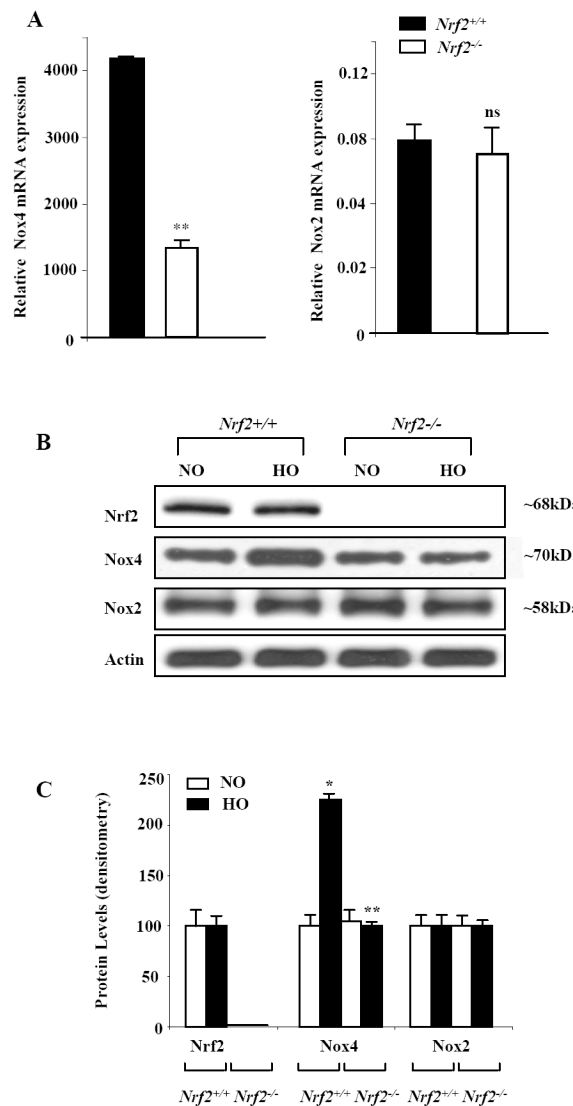 A
Nrf2+/+
Nrf2-/-
Relative Nox4 mRNA expression
4000
3000
2000
1000
0
**
Relative Nox2 mRNA expression
0.12
0.08
0.04
0.02
0
ns
B
Nrf2+/+ Nrf2-/-
NO HO NO HO
Nrf2 ~68kD
Nox4 ~70kD
Nox2 ~58kD
Actin
C
Protein Levels (densitometry)
250
200
150
100
50
0
NO
HO
*
**
Nrf2 Nox4 Nox2
Nrf2+/+ Nrf2-/- Nrf2+/+ Nrf2-/- Nrf2+/+ Nrf2-/-